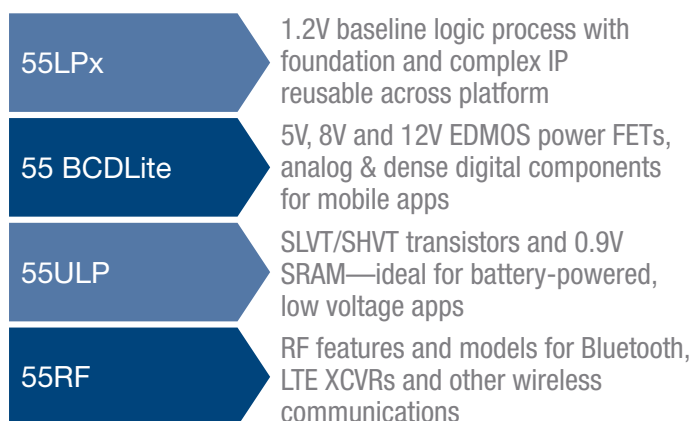 55LPx
1.2V baseline logic process with
foundation and complex IP
reusable across platform
55 BCDLite
5V, 8V and 12V EDMOS power FETs,
analog & dense digital components
for mobile apps
55ULP
SLVT/SHVT transistors and 0.9V
SRAM—ideal for battery-powered,
low voltage apps
55RF
RF features and models for Bluetooth,
LTE XCVRs and other wireless
communications